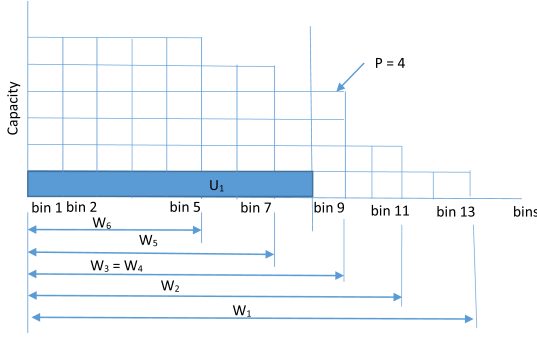 P = 4
Capacity
U₁
bin 1 bin 2 bin 5 bin 7 bin 9 bin 11 bin 13 bins
W₆
W₅
W₃ = W₄
W₂
W₁